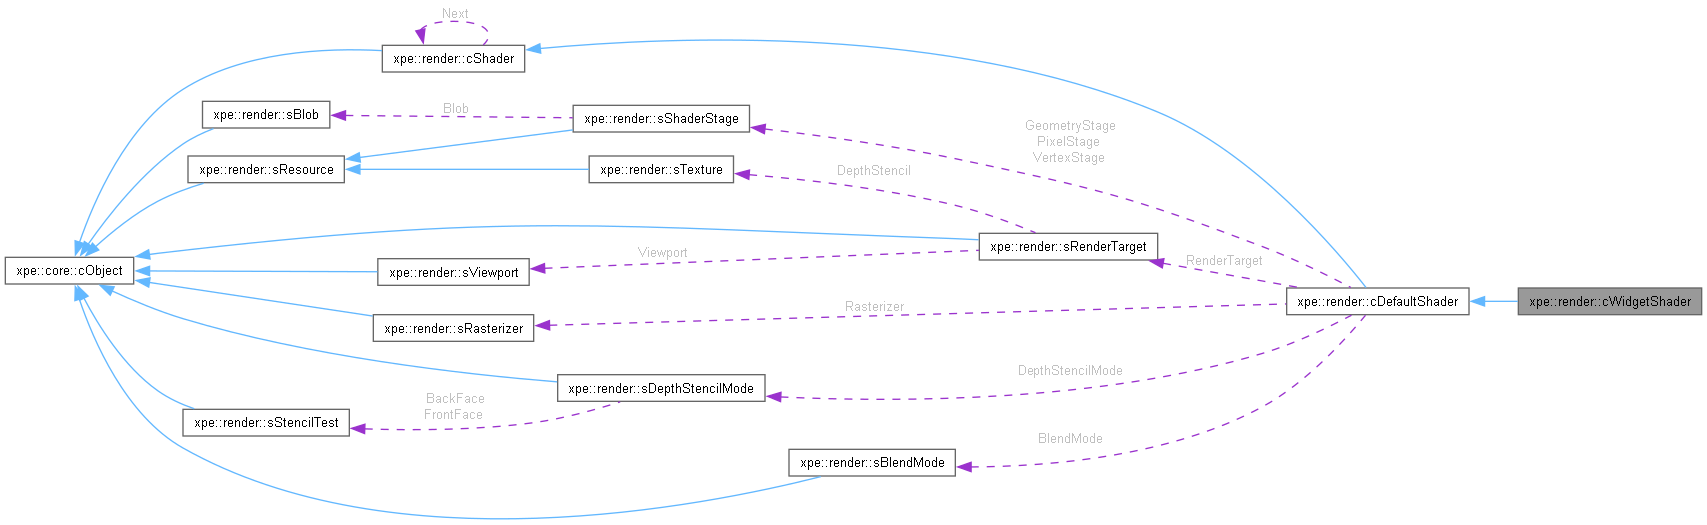 Next
xpe::render::cShader
Blob
xpe::render::sBlob
xpe::render::sShaderStage
GeometryStage
PixelStage
VertexStage
xpe::render::sResource
xpe::render::sTexture
DepthStencil
xpe::render::sRenderTarget
Viewport
RenderTarget
xpe::core::cObject
xpe::render::sViewport
xpe::render::cDefaultShader
xpe::render::cWidgetShader
Rasterizer
xpe::render::sRasterizer
DepthStencilMode
xpe::render::sDepthStencilMode
BackFace
FrontFace
xpe::render::sStencilTest
BlendMode
xpe::render::sBlendMode